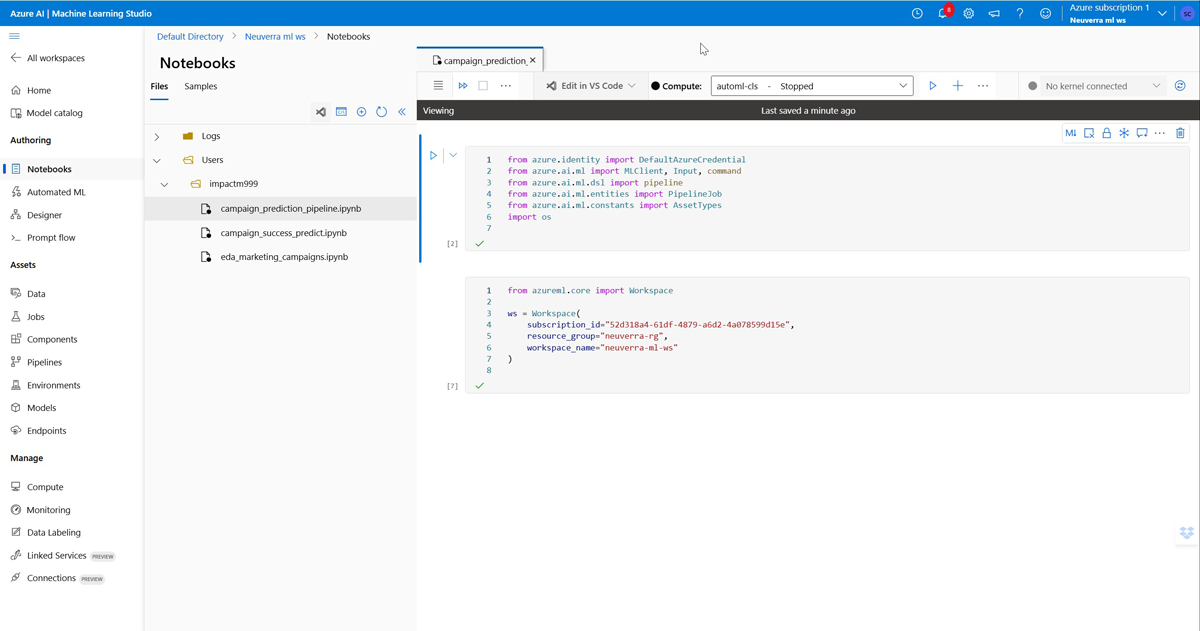 Azure AI | Machine Learning Studio
8
Azure subscription 1
Neuverra ml ws
SC
Default Directory > Neuverra ml ws > Notebooks
All workspaces
Home
Model catalog
Authoring
Notebooks
Automated ML
Designer
Prompt flow
Assets
Data
Jobs
Components
Pipelines
Environments
Models
Endpoints
Manage
Compute
Monitoring
Data Labeling
Linked Services PREVIEW
Connections PREVIEW
Notebooks
Files Samples
Logs
Users
impactm999
campaign_prediction_pipeline.ipynb
campaign_success_predict.ipynb
eda_marketing_campaigns.ipynb
campaign_prediction_
Edit in VS Code
Compute: automl-cls - Stopped
No kernel connected
Viewing Last saved a minute ago
M↓
1 from azure.identity import DefaultAzureCredential
2 from azure.ai.ml import MLClient, Input, command
3 from azure.ai.ml.dsl import pipeline
4 from azure.ai.ml.entities import PipelineJob
5 from azure.ai.ml.constants import AssetTypes
6 import os
7
[2]
1 from azureml.core import Workspace
2
3 ws = Workspace(
4 subscription_id="52d318a4-61df-4879-a6d2-4a078599d15e",
5 resource_group="neuverra-rg",
6 workspace_name="neuverra-ml-ws"
7 )
8
[7]